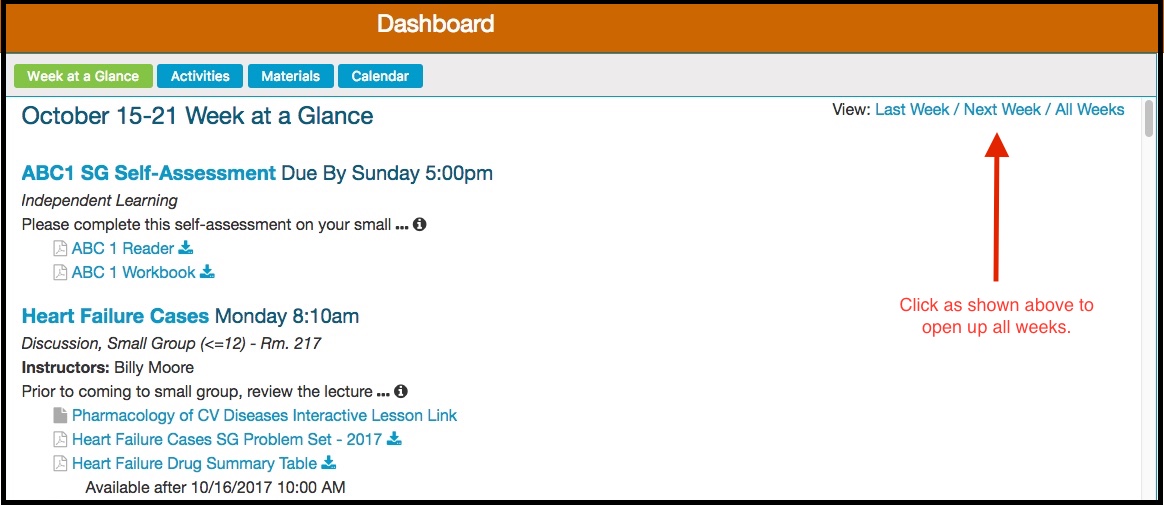 Dashboard
Week at a Glance Activities Materials Calendar
October 15-21 Week at a Glance
View: Last Week / Next Week / All Weeks
ABC1 SG Self-Assessment Due By Sunday 5:00pm
Independent Learning
Please complete this self-assessment on your small ...
ABC 1 Reader
ABC 1 Workbook
Heart Failure Cases Monday 8:10am
Discussion, Small Group (<=12) - Rm. 217
Instructors: Billy Moore
Prior to coming to small group, review the lecture ...
Pharmacology of CV Diseases Interactive Lesson Link
Heart Failure Cases SG Problem Set - 2017
Heart Failure Drug Summary Table
Available after 10/16/2017 10:00 AM
Click as shown above to
open up all weeks.